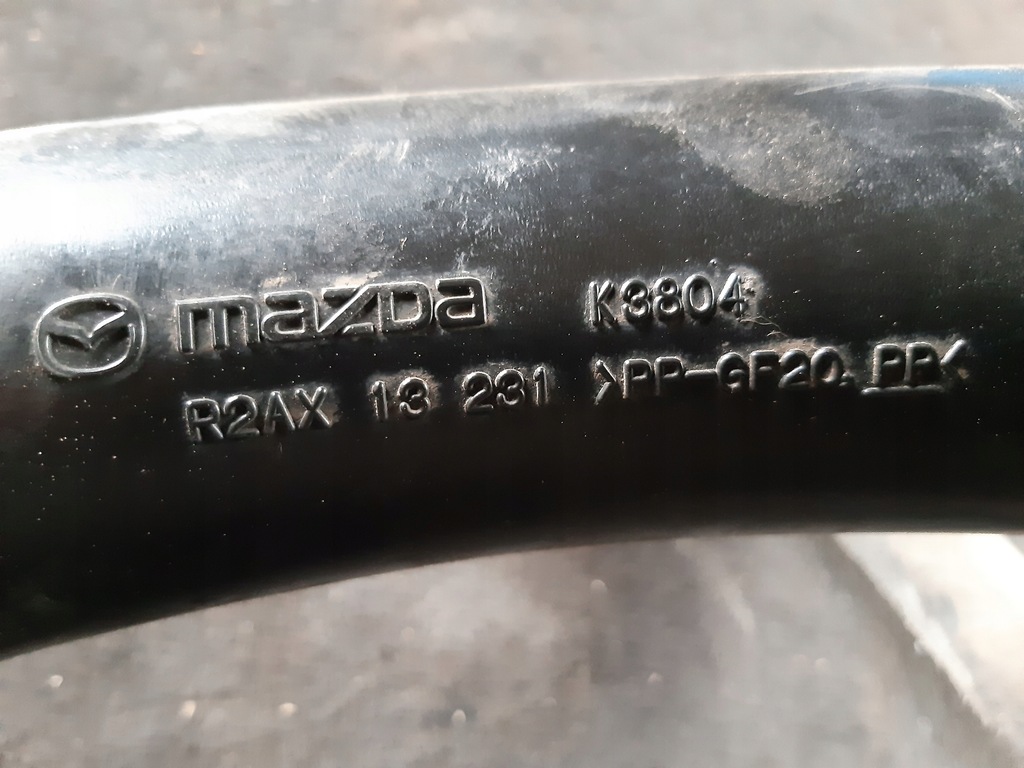 mazda K3804
R2AX 13 231 >PP-GF20, PP<